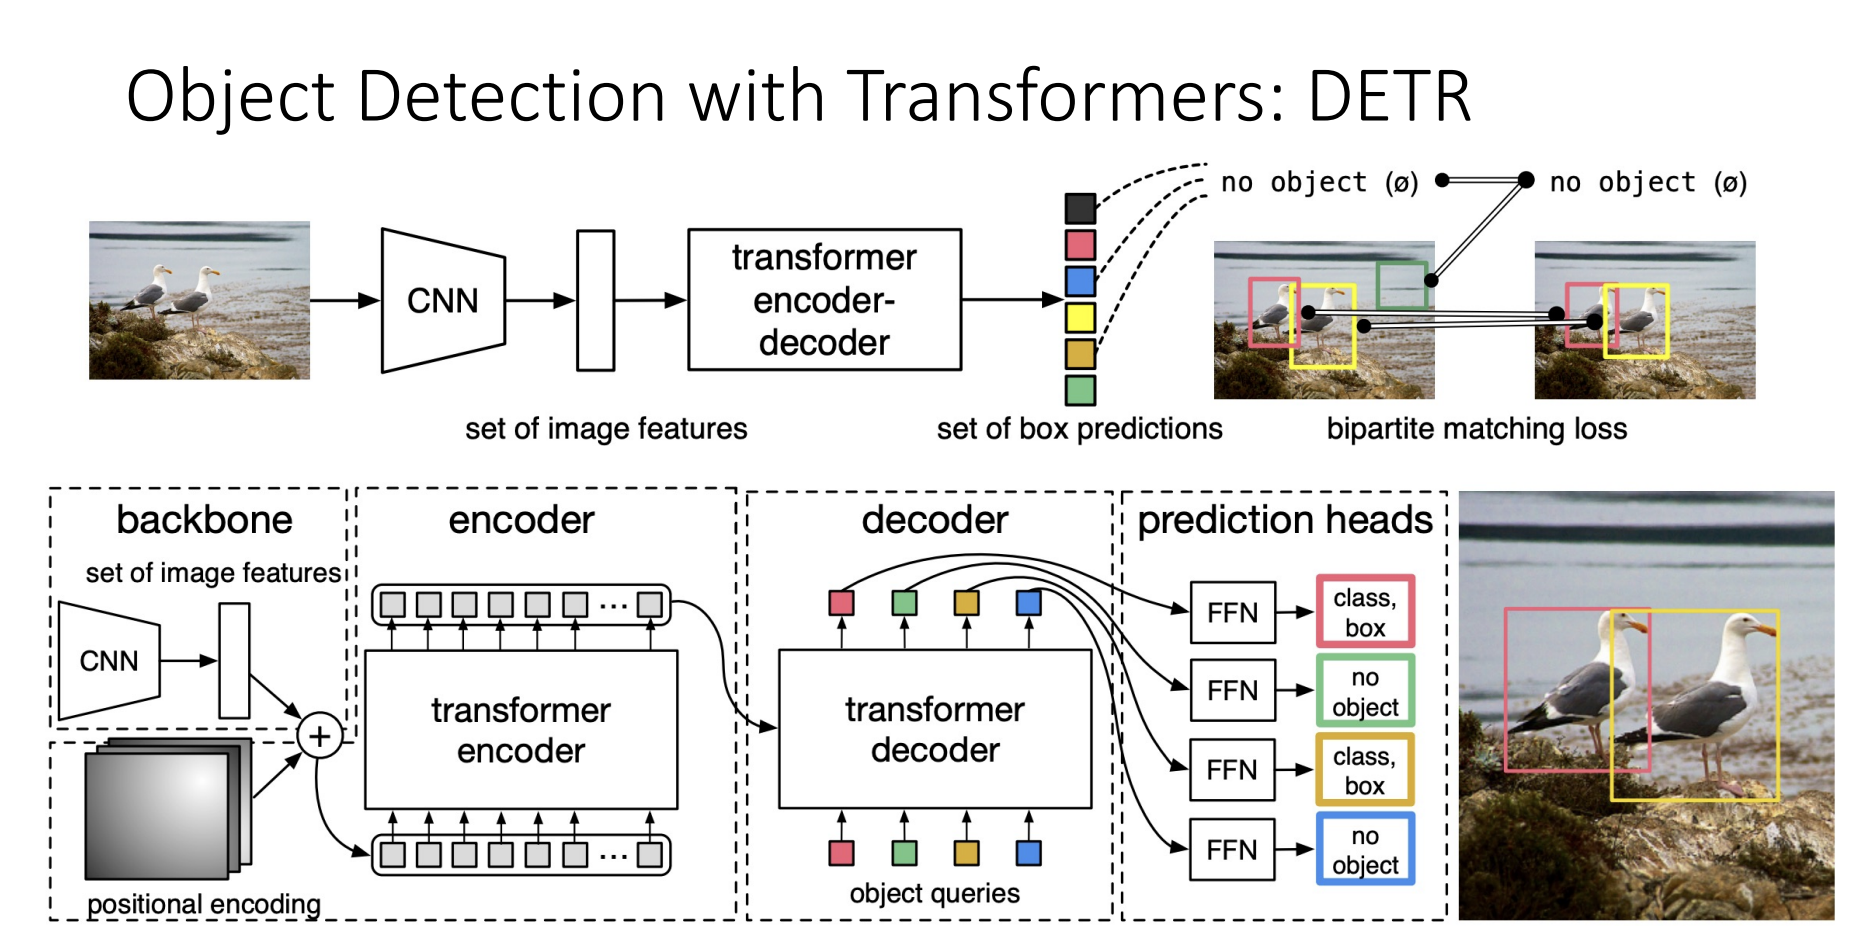 Object Detection with Transformers: DETR
no object (ø)
no object (ø)
CNN
transformer
encoder-
decoder
set of image features
set of box predictions
bipartite matching loss
backbone
set of image features
CNN
+
positional encoding
encoder
...
transformer
encoder
...
decoder
transformer
decoder
object queries
prediction heads
FFN
class,
box
FFN
no
object
FFN
class,
box
FFN
no
object